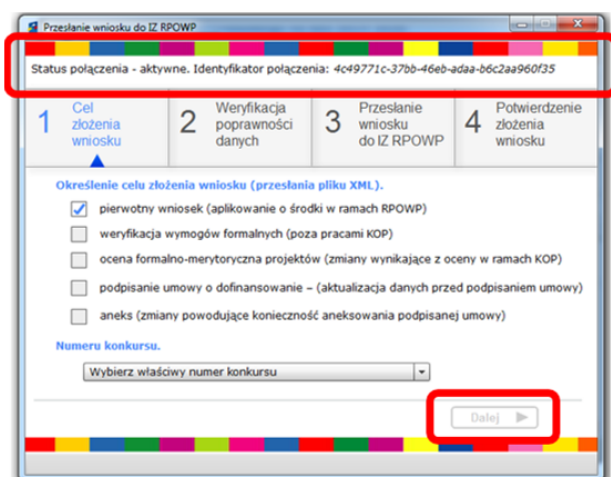 Przesłanie wniosku do IZ RPOWP
Status połączenia - aktywne. Identyfikator połączenia: 4c49771c-37bb-46eb-adaa-b6c2aa960f35
1 Cel złożenia wniosku
2 Weryfikacja poprawności danych
3 Przesłanie wniosku do IZ RPOWP
4 Potwierdzenie złożenia wniosku
Określenie celu złożenia wniosku (przesłania pliku XML).
pierwotny wniosek (aplikowanie o środki w ramach RPOWP)
weryfikacja wymogów formalnych (poza pracami KOP)
ocena formalno-merytoryczna projektów (zmiany wynikające z oceny w ramach KOP)
podpisanie umowy o dofinansowanie – (aktualizacja danych przed podpisaniem umowy)
aneks (zmiany powodujące konieczność aneksowania podpisanej umowy)
Numeru konkursu.
Wybierz właściwy numer konkursu
Dalej